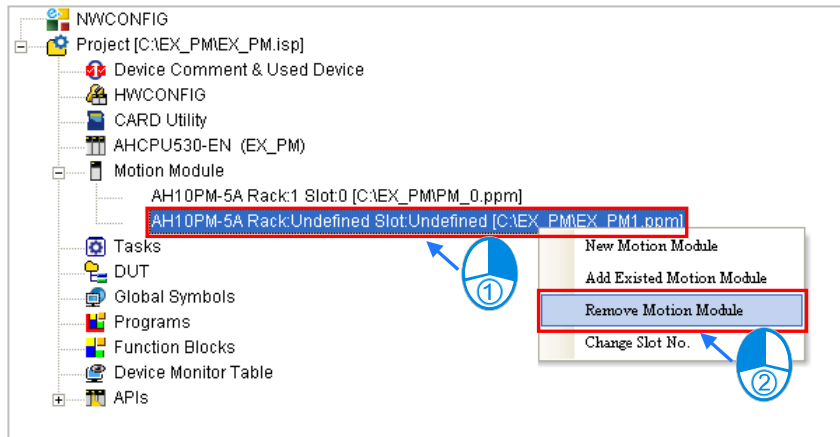 NWCONFIG
Project [C:\EX_PM\EX_PM.isp]
Device Comment & Used Device
HWCONFIG
CARD Utility
AHCPU530-EN (EX_PM)
Motion Module
AH10PM-5A Rack:1 Slot:0 [C:\EX_PM\PM_0.ppm]
AH10PM-5A Rack:Undefined Slot:Undefined [C:\EX_PM\EX_PM1.ppm]
Tasks
DUT
Global Symbols
Programs
Function Blocks
Device Monitor Table
APIs
New Motion Module
Add Existed Motion Module
Remove Motion Module
Change Slot No.
1
2